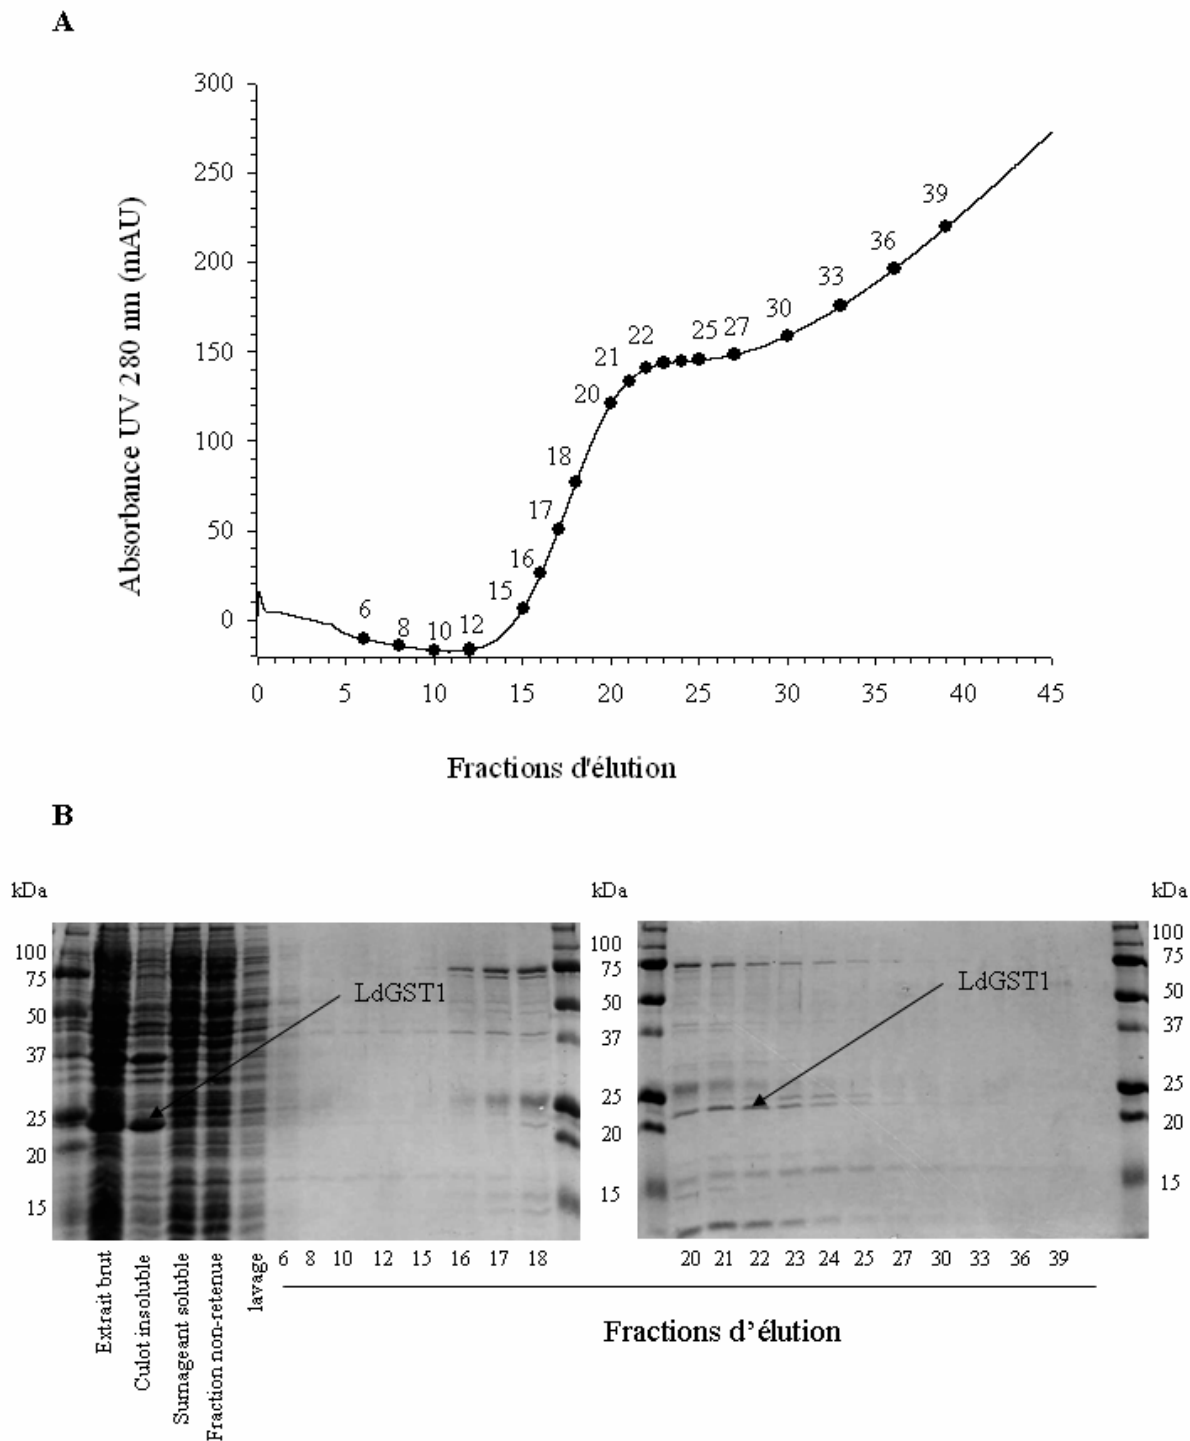 A
300
250
200
150
100
50
0
Absorbance UV 280 nm (mAU)
6
8
10
12
15
16
17
18
20
21
22
25
27
30
33
36
39
0 5 10 15 20 25 30 35 40 45
Fractions d'élution
B
kDa
100
75
50
37
25
20
15
LdGST1
kDa
100
75
50
37
25
20
15
LdGST1
kDa
100
75
50
37
25
20
15
Extrait brut
Culot insoluble
Surnageant soluble
Fraction non-retenue
lavage
6 8 10 12 15 16 17 18
20 21 22 23 24 25 27 30 33 36 39
Fractions d’élution